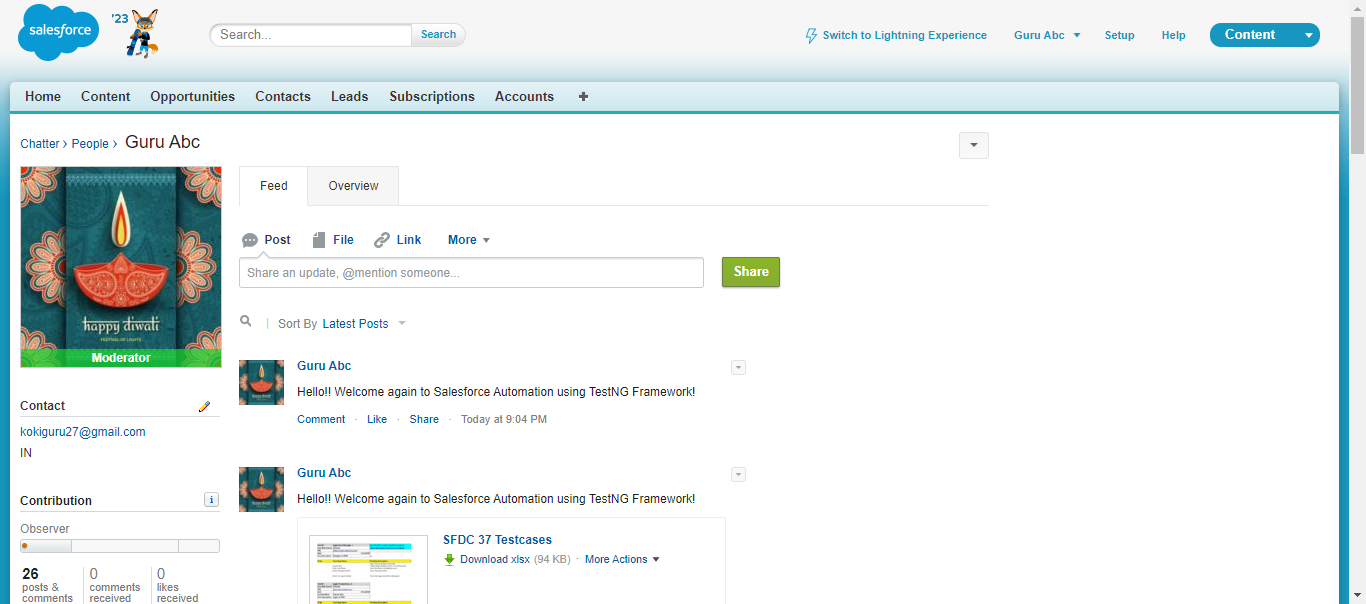 salesforce
'23
Search...
Search
Switch to Lightning Experience
Guru Abc
Setup
Help
Content
Home Content Opportunities Contacts Leads Subscriptions Accounts +
Chatter › People › Guru Abc
happy diwali
FESTIVAL OF LIGHTS
Moderator
Contact
kokiguru27@gmail.com
IN
Contribution
Observer
26
posts &
comments
0
comments
received
0
likes
received
Feed
Overview
Post File Link More
Share an update, @mention someone...
Share
Sort By Latest Posts
Guru Abc
Hello!! Welcome again to Salesforce Automation using TestNG Framework!
Comment · Like · Share · Today at 9:04 PM
Guru Abc
Hello!! Welcome again to Salesforce Automation using TestNG Framework!
SFDC 37 Testcases
Download xlsx (94 KB) · More Actions